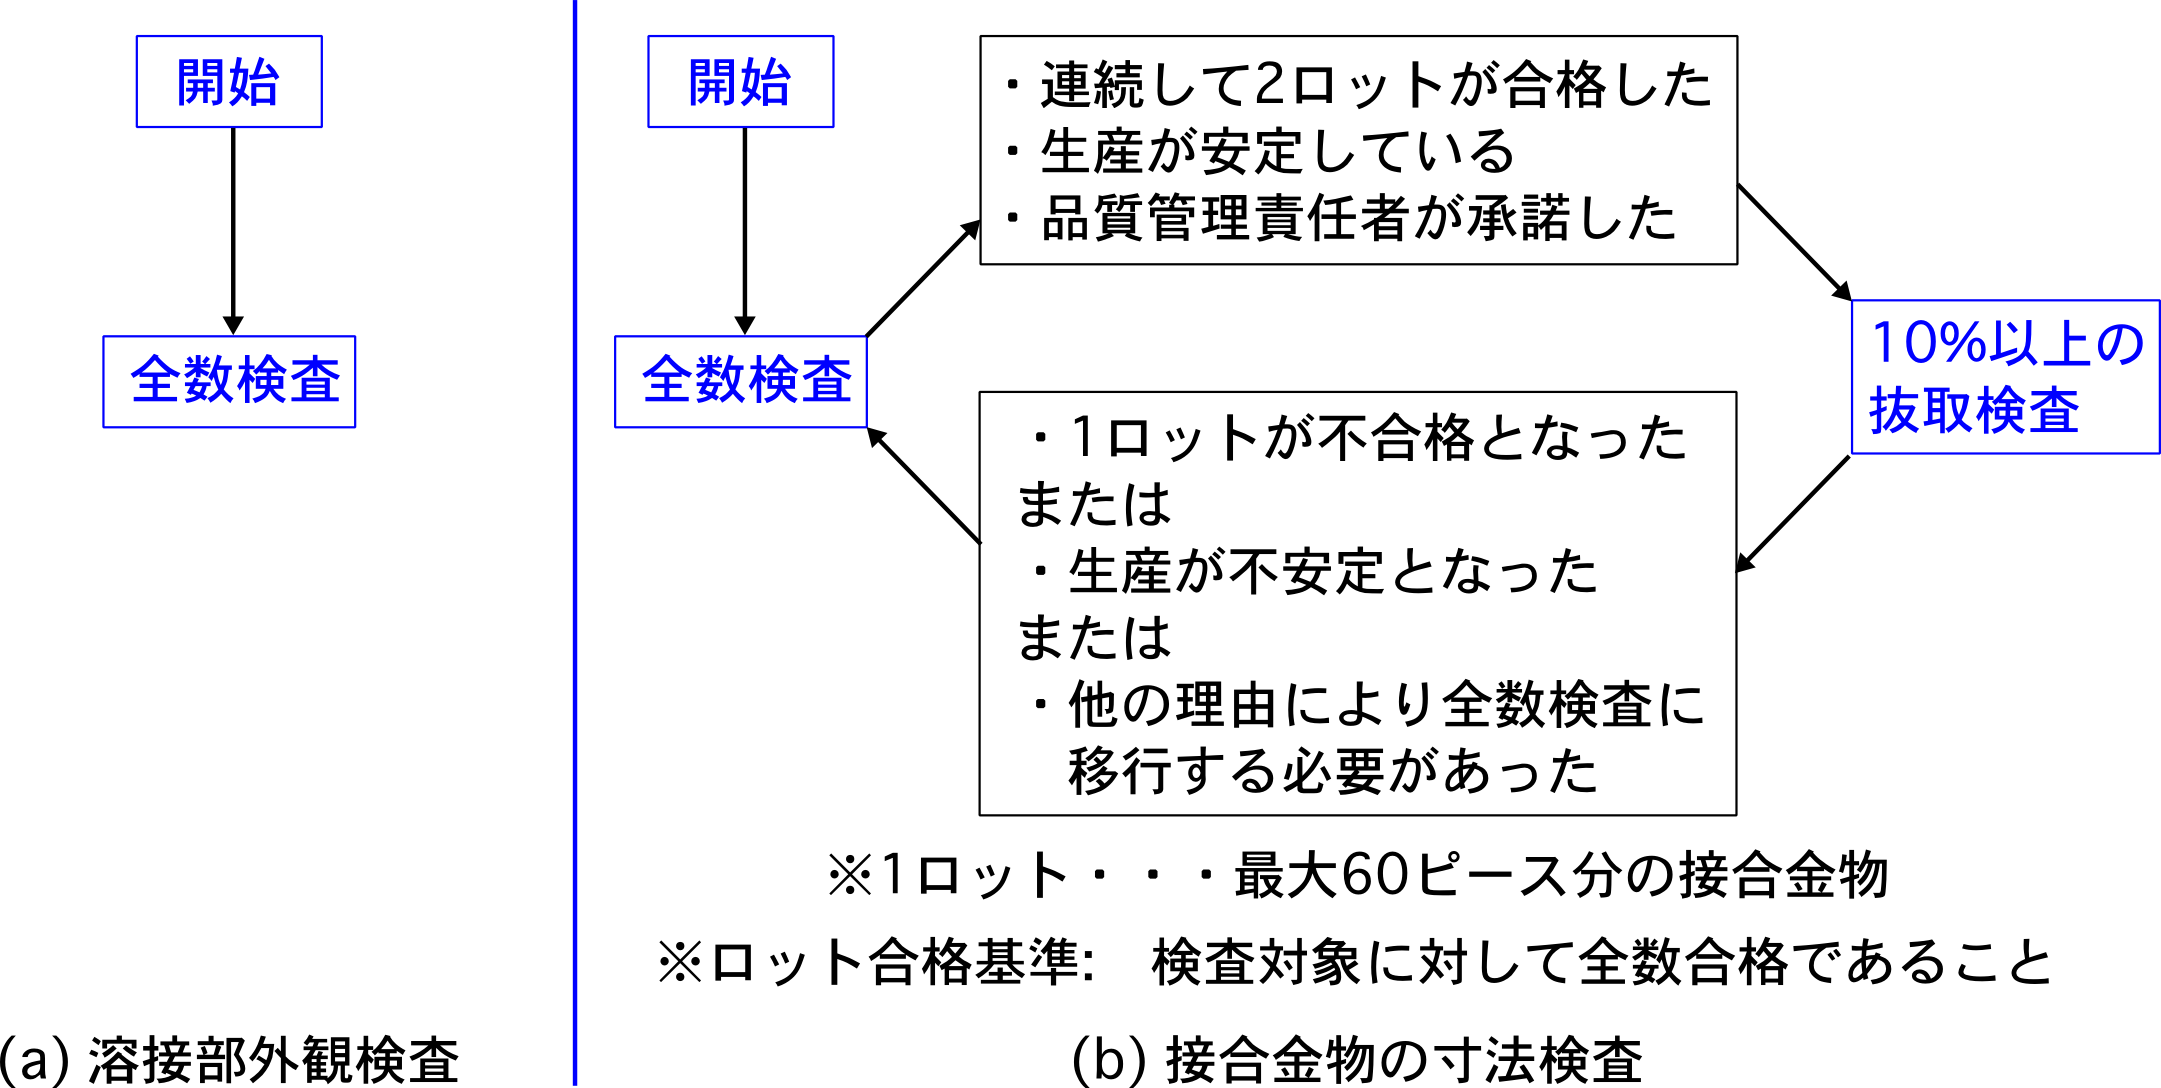 開始
全数検査
(a) 溶接部外観検査
開始
全数検査
・連続して2ロットが合格した
・生産が安定している
・品質管理責任者が承諾した
10%以上の
抜取検査
・1ロットが不合格となった
または
・生産が不安定となった
または
・他の理由により全数検査に
移行する必要があった
※1ロット・・・最大60ピース分の接合金物
※ロット合格基準:　検査対象に対して全数合格であること
(b) 接合金物の寸法検査